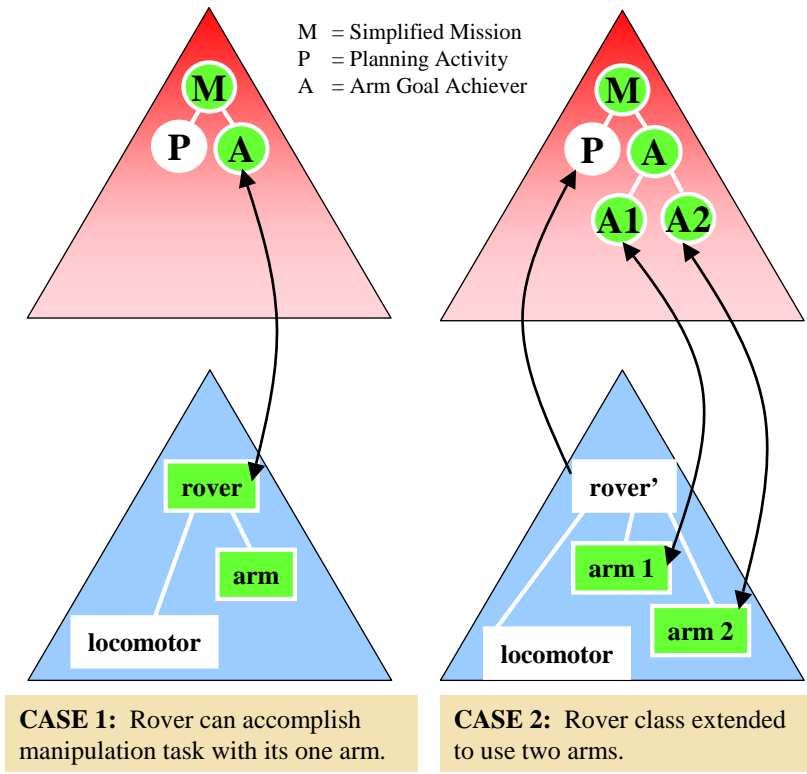 M = Simplified Mission
P = Planning Activity
A = Arm Goal Achiever
M
P
A
rover
arm
locomotor
CASE 1: Rover can accomplish
manipulation task with its one arm.
M
P
A
A1
A2
rover’
arm 1
arm 2
locomotor
CASE 2: Rover class extended
to use two arms.